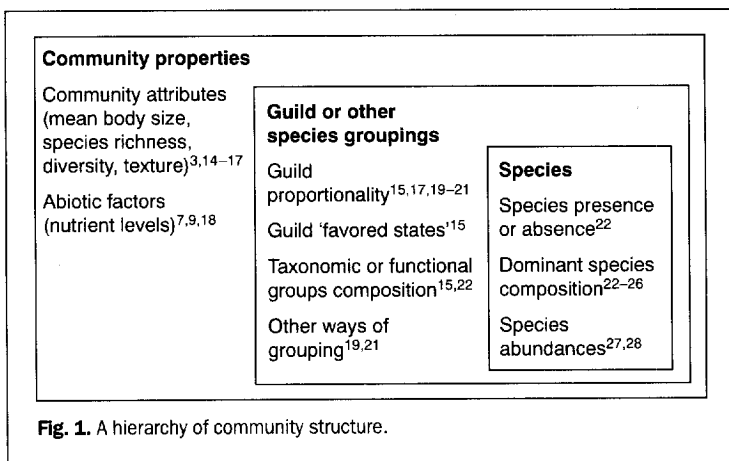 Community properties
Community attributes
(mean body size,
species richness,
diversity, texture)3,14–17
Abiotic factors
(nutrient levels)7,9,18
Guild or other
species groupings
Guild
proportionality15,17,19–21
Guild 'favored states'15
Taxonomic or functional
groups composition15,22
Other ways of
grouping19,21
Species
Species presence
or absence22
Dominant species
composition22–26
Species
abundances27,28
Fig. 1. A hierarchy of community structure.